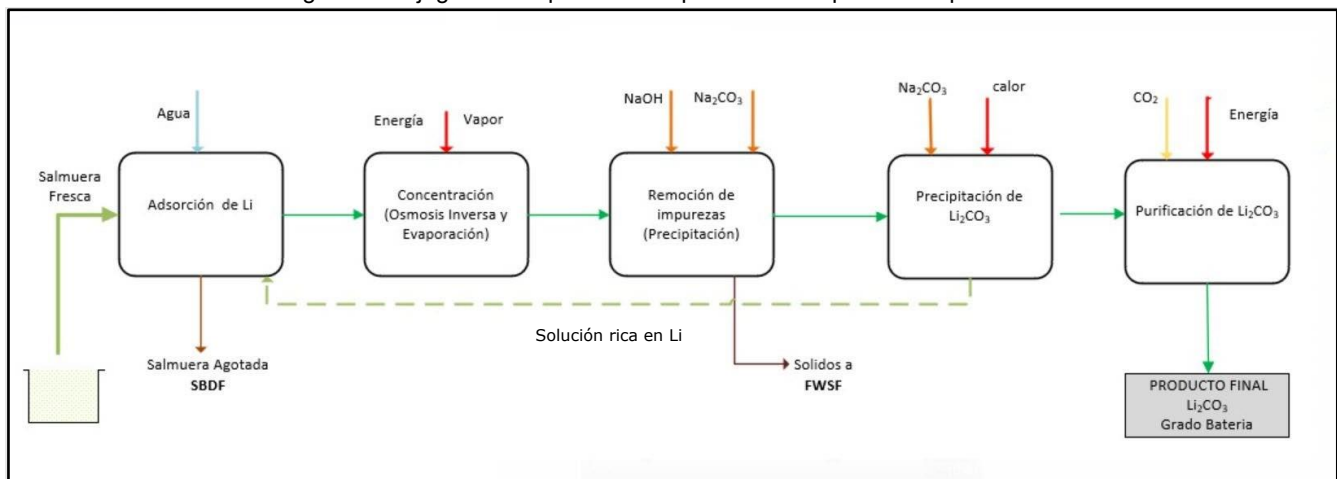 Agua
Salmuera
Fresca
Adsorción de Li
Salmuera Agotada
SBDF
Energía Vapor
Concentración
(Osmosis Inversa y
Evaporación)
NaOH Na₂CO₃
Remoción de
impurezas
(Precipitación)
Solidos a
FWSF
Na₂CO₃ calor
Precipitación de
Li₂CO₃
Solución rica en Li
CO₂ Energía
Purificación de Li₂CO₃
PRODUCTO FINAL
Li₂CO₃
Grado Bateria